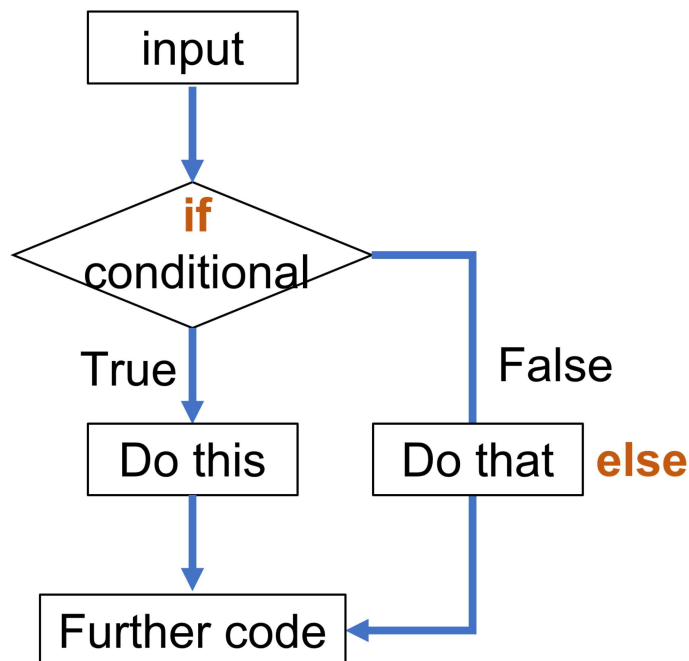 input
if
conditional
True
False
Do this
Do that
else
Further code